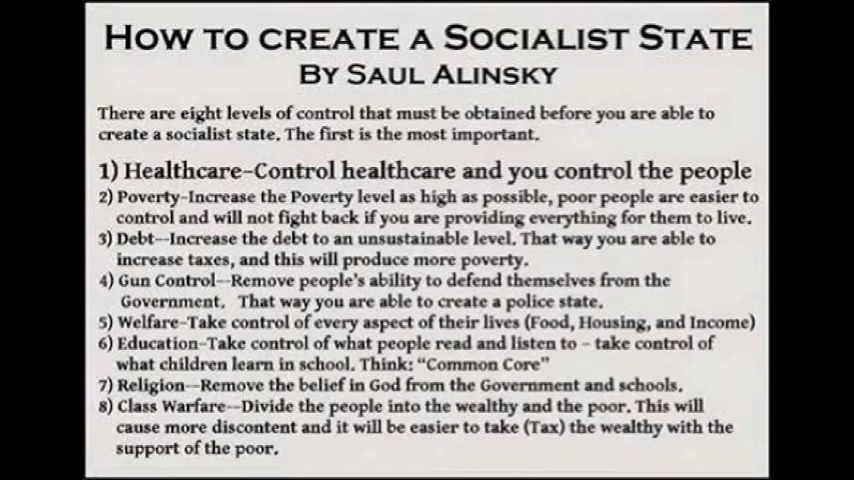 HOW TO CREATE A SOCIALIST STATE
BY SAUL ALINSKY
There are eight levels of control that must be obtained before you are able to
create a socialist state. The first is the most important.
1) Healthcare-Control healthcare and you control the people
2) Poverty-Increase the Poverty level as high as possible, poor people are easier to
control and will not fight back if you are providing everything for them to live.
3) Debt--Increase the debt to an unsustainable level. That way you are able to
increase taxes, and this will produce more poverty.
4) Gun Control--Remove people's ability to defend themselves from the
Government. That way you are able to create a police state.
5) Welfare-Take control of every aspect of their lives (Food, Housing, and Income)
6) Education-Take control of what people read and listen to - take control of
what children learn in school. Think: "Common Core"
7) Religion--Remove the belief in God from the Government and schools.
8) Class Warfare--Divide the people into the wealthy and the poor. This will
cause more discontent and it will be easier to take (Tax) the wealthy with the
support of the poor.